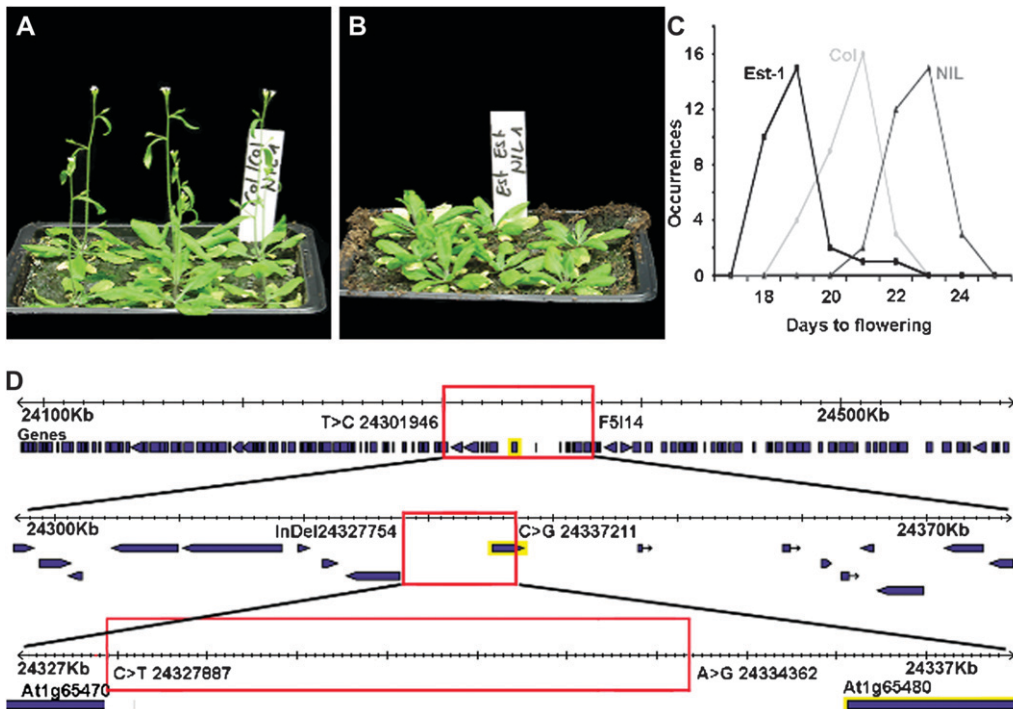 A
B
C
Col/Col
NIL 1
Est Est
NIL 1
Est-1
Col
NIL
Occurrences
16
12
8
4
0
18
20
22
24
Days to flowering
D
24100Kb
24500Kb
T>C 24301946
F5I14
Genes
24300Kb
24370Kb
InDel24327754
C>G 24337211
24327Kb
24337Kb
C>T 24327887
A>G 24334362
At1g65470
At1g65480